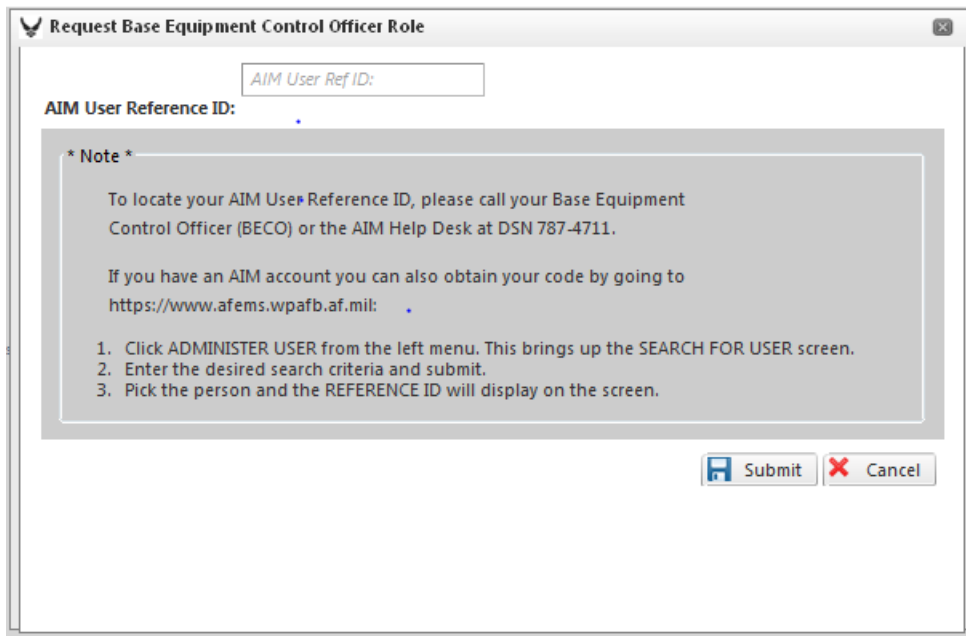 Request Base Equipment Control Officer Role
AIM User Ref ID:
AIM User Reference ID:
* Note *
To locate your AIM User Reference ID, please call your Base Equipment
Control Officer (BECO) or the AIM Help Desk at DSN 787-4711.
If you have an AIM account you can also obtain your code by going to
https://www.afems.wpafb.af.mil:
1. Click ADMINISTER USER from the left menu. This brings up the SEARCH FOR USER screen.
2. Enter the desired search criteria and submit.
3. Pick the person and the REFERENCE ID will display on the screen.
Submit Cancel